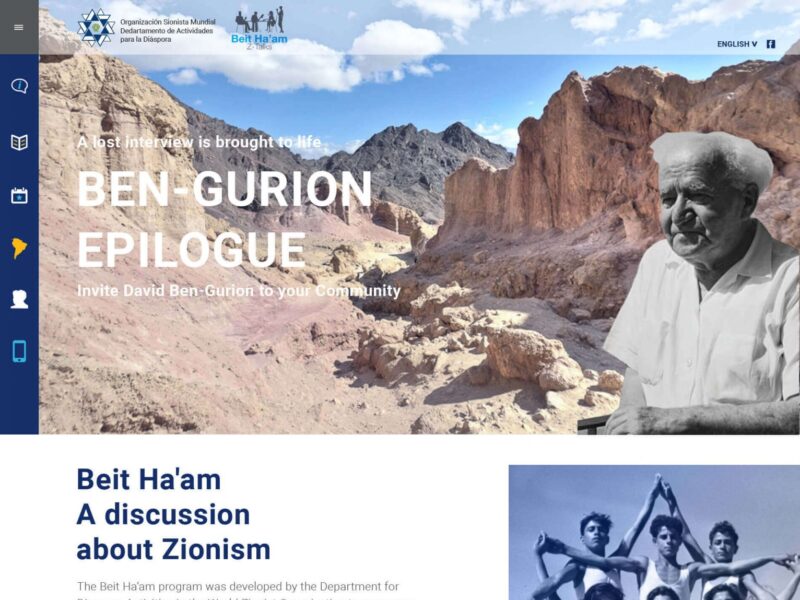 Organización Sionista Mundial
Dedartamento de Actividades
para la Diáspora
Beit Ha'am
Z-Talks
ENGLISH
A lost interview is brought to life
BEN-GURION
EPILOGUE
Invite David Ben-Gurion to your Community
Beit Ha'am
A discussion
about Zionism
The Beit Ha'am program was developed by the Department for